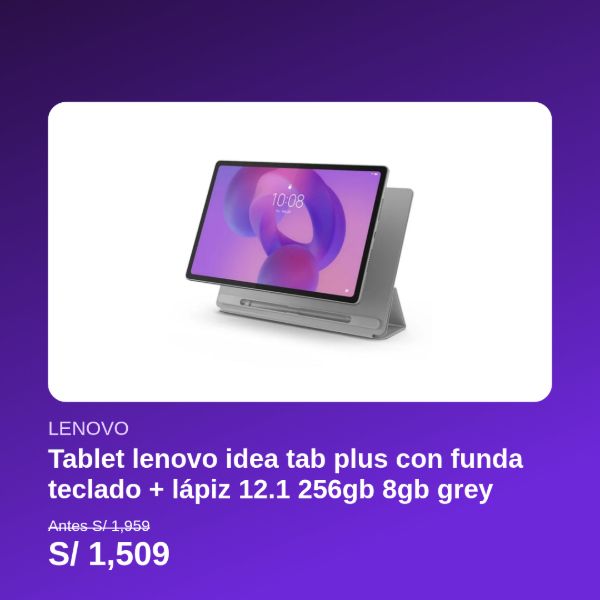 10:08
LENOVO
Tablet lenovo idea tab plus con funda
teclado + lápiz 12.1 256gb 8gb grey
Antes S/ 1,959
S/ 1,509